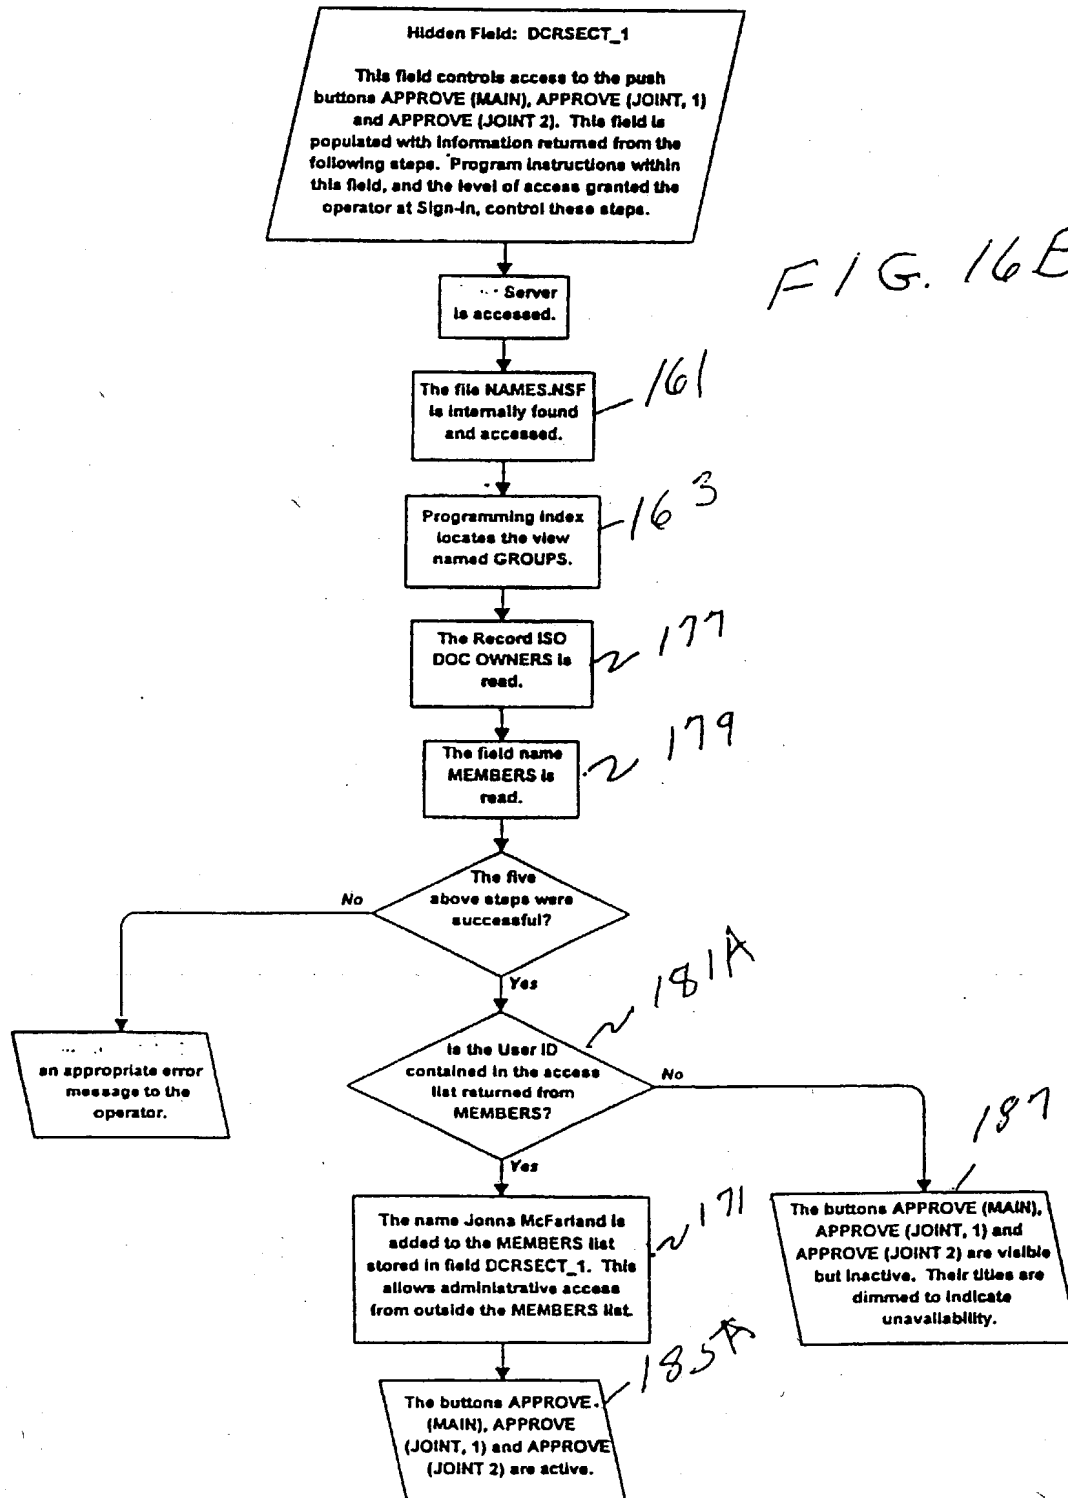 Hidden Field: DCRSECT_1
This field controls access to the push
buttons APPROVE (MAIN), APPROVE (JOINT, 1)
and APPROVE (JOINT 2). This field is
populated with information returned from the
following steps. Program instructions within
this field, and the level of access granted the
operator at Sign-in, control these steps.
FIG. 16B
Server
is accessed.
161
The file NAMES.NSF
is internally found
and accessed.
163
Programming index
locates the view
named GROUPS.
177
The Record ISO
DOC OWNERS is
read.
179
The field name
MEMBERS is
read.
The five
above steps were
successful?
No
Yes
181A
an appropriate error
message to the
operator.
Is the User ID
contained in the access
list returned from
MEMBERS?
No
Yes
187
The name Jonna McFarland is
added to the MEMBERS list
stored in field DCRSECT_1. This
allows administrative access
from outside the MEMBERS list.
171
The buttons APPROVE (MAIN),
APPROVE (JOINT, 1) and
APPROVE (JOINT 2) are visible
but inactive. Their titles are
dimmed to indicate
unavailability.
185A
The buttons APPROVE
(MAIN), APPROVE
(JOINT, 1) and APPROVE
(JOINT 2) are active.